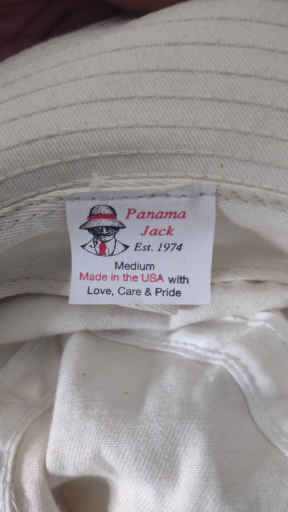 Panama
Jack
Est. 1974
Medium
Made in the USA with
Love, Care & Pride